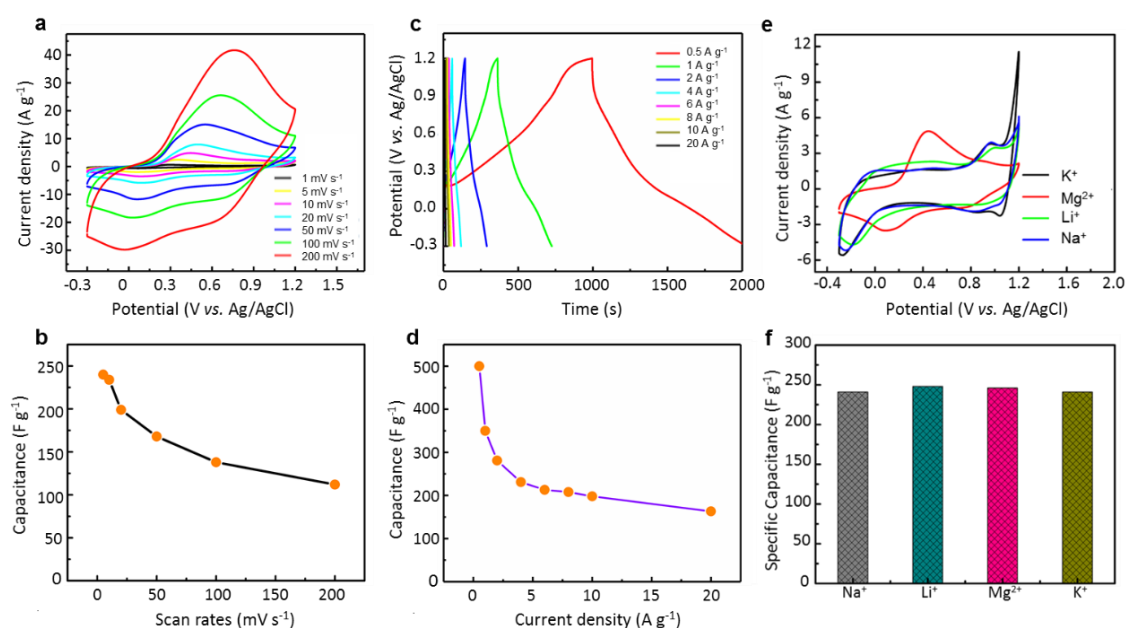 a
40
30
20
10
0
-10
-20
-30
Current density (A g⁻¹)
1 mV s⁻¹
5 mV s⁻¹
10 mV s⁻¹
20 mV s⁻¹
50 mV s⁻¹
100 mV s⁻¹
200 mV s⁻¹
-0.3 0.0 0.3 0.6 0.9 1.2 1.5
Potential (V vs. Ag/AgCl)
b
250
200
150
100
50
0
Capacitance (F g⁻¹)
0 50 100 150 200
Scan rates (mV s⁻¹)
c
1.2
0.9
0.6
0.3
0.0
-0.3
Potential (V vs. Ag/AgCl)
0.5 A g⁻¹
1 A g⁻¹
2 A g⁻¹
4 A g⁻¹
6 A g⁻¹
8 A g⁻¹
10 A g⁻¹
20 A g⁻¹
0 500 1000 1500 2000
Time (s)
d
500
400
300
200
100
0
Capacitance (F g⁻¹)
0 5 10 15 20
Current density (A g⁻¹)
e
12
9
6
3
0
-3
-6
Current density (A g⁻¹)
K⁺
Mg²⁺
Li⁺
Na⁺
-0.4 0.0 0.4 0.8 1.2 1.6 2.0
Potential (V vs. Ag/AgCl)
f
300
250
200
150
100
50
0
Specific Capacitance (F g⁻¹)
Na⁺ Li⁺ Mg²⁺ K⁺